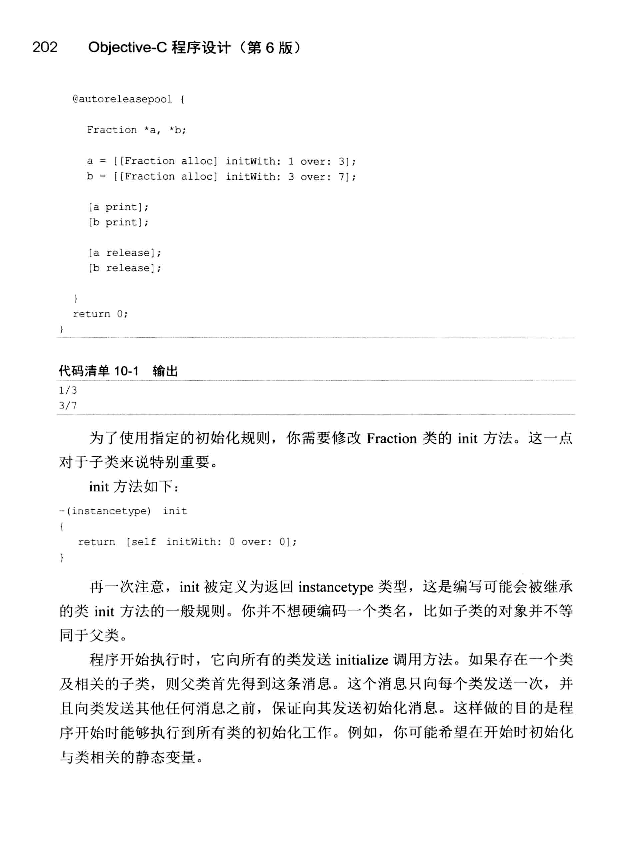 202 Objective-C 程序设计（第 6 版）
@autoreleasepool {
Fraction *a, *b;
a = [[Fraction alloc] initWith: 1 over: 3];
b = [[Fraction alloc] initWith: 3 over: 7];
[a print];
[b print];
[a release];
[b release];
}
return 0;
}
代码清单 10-1 输出
1/3
3/7
为了使用指定的初始化规则，你需要修改 Fraction 类的 init 方法。这一点
对于子类来说特别重要。
init 方法如下：
-(instancetype) init
{
return [self initWith: 0 over: 0];
}
再一次注意，init 被定义为返回 instancetype 类型，这是编写可能会被继承
的类 init 方法的一般规则。你并不想硬编码一个类名，比如子类的对象并不等
同于父类。
程序开始执行时，它向所有的类发送 initialize 调用方法。如果存在一个类
及相关的子类，则父类首先得到这条消息。这个消息只向每个类发送一次，并
且向类发送其他任何消息之前，保证向其发送初始化消息。这样做的目的是程
序开始时能够执行到所有类的初始化工作。例如，你可能希望在开始时初始化
与类相关的静态变量。